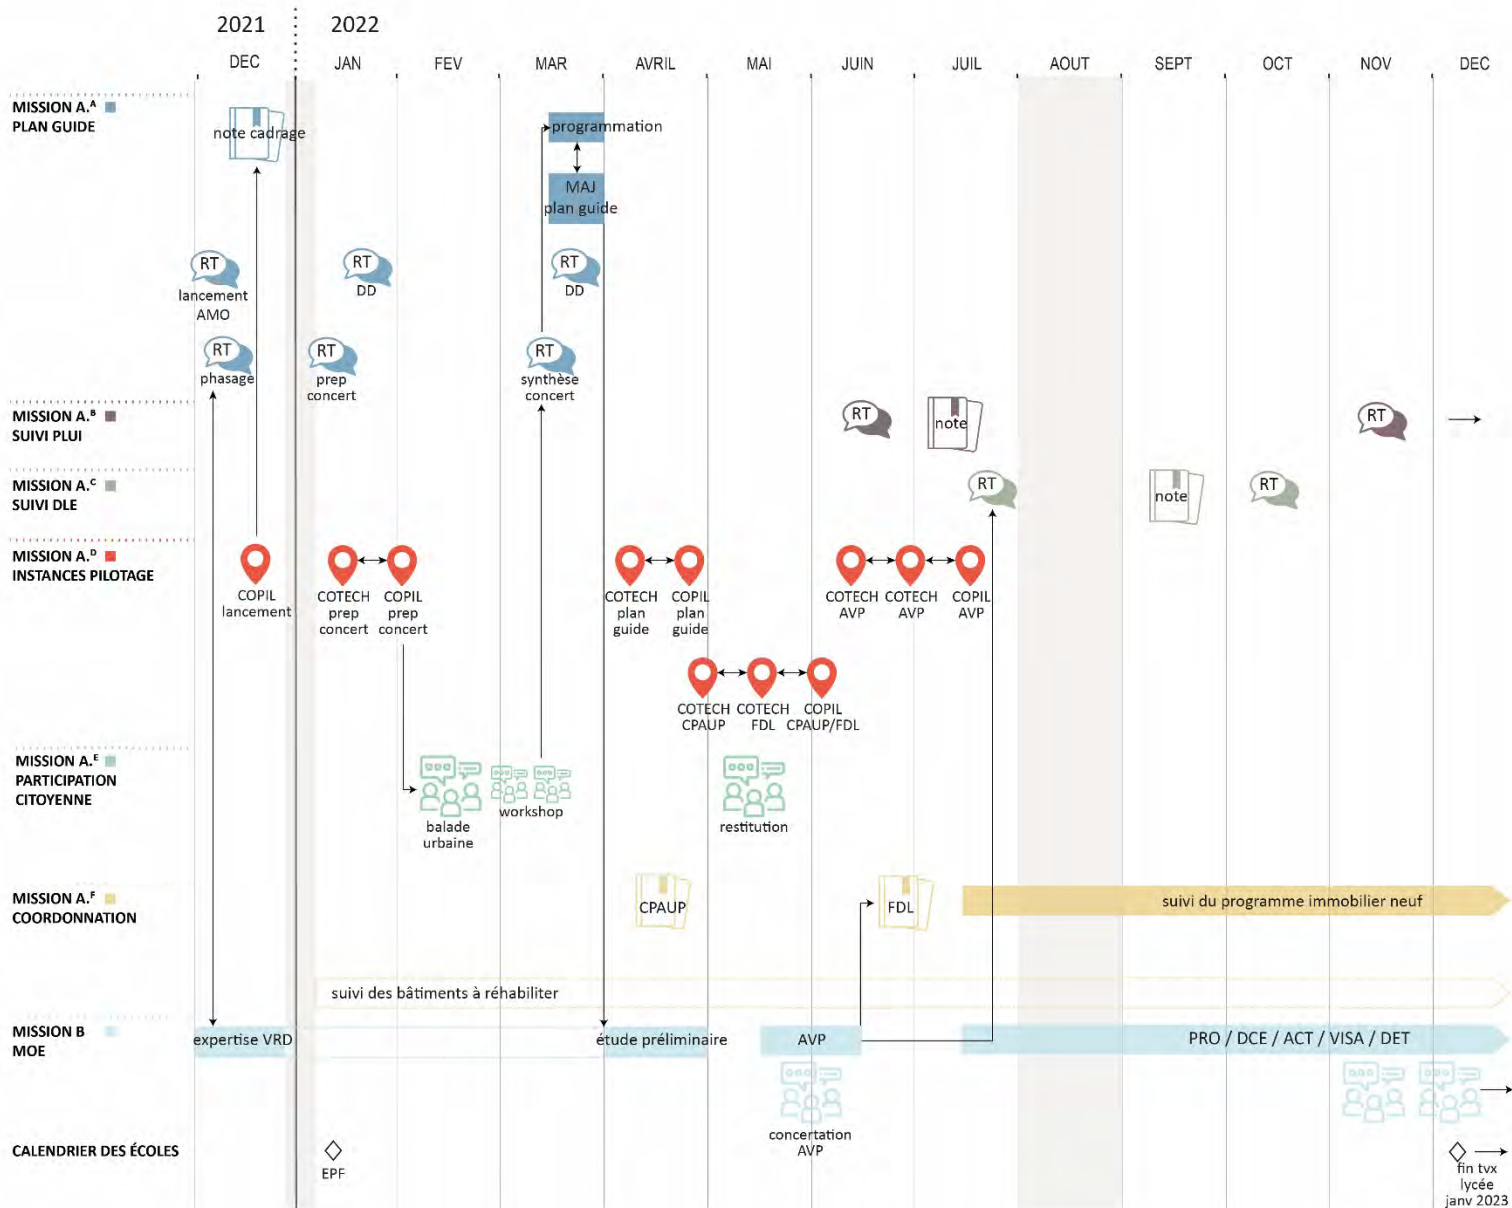 2021
2022
DEC
JAN
FEV
MAR
AVRIL
MAI
JUIN
JUIL
AOUT
SEPT
OCT
NOV
DEC
MISSION A.A
PLAN GUIDE
note cadrage
programmation
MAJ
plan guide
RT
lancement
AMO
RT
DD
RT
DD
RT
phasage
RT
prep
concert
RT
synthèse
concert
MISSION A.B
SUIVI PLUI
RT
note
RT
MISSION A.C
SUIVI DLE
RT
note
RT
MISSION A.D
INSTANCES PILOTAGE
COPIL
lancement
COTECH
prep
concert
COPIL
prep
concert
COTECH
plan
guide
COPIL
plan
guide
COTECH
AVP
COTECH
AVP
COPIL
AVP
COTECH
CPAUP
COTECH
FDL
COPIL
CPAUP/FDL
MISSION A.E
PARTICIPATION
CITOYENNE
balade
urbaine
workshop
restitution
MISSION A.F
COORDONNATION
CPAUP
FDL
suivi du programme immobilier neuf
suivi des bâtiments à réhabiliter
MISSION B
MOE
expertise VRD
étude préliminaire
AVP
PRO / DCE / ACT / VISA / DET
concertation
AVP
CALENDRIER DES ÉCOLES
EPF
fin tvx
lycée
janv 2023